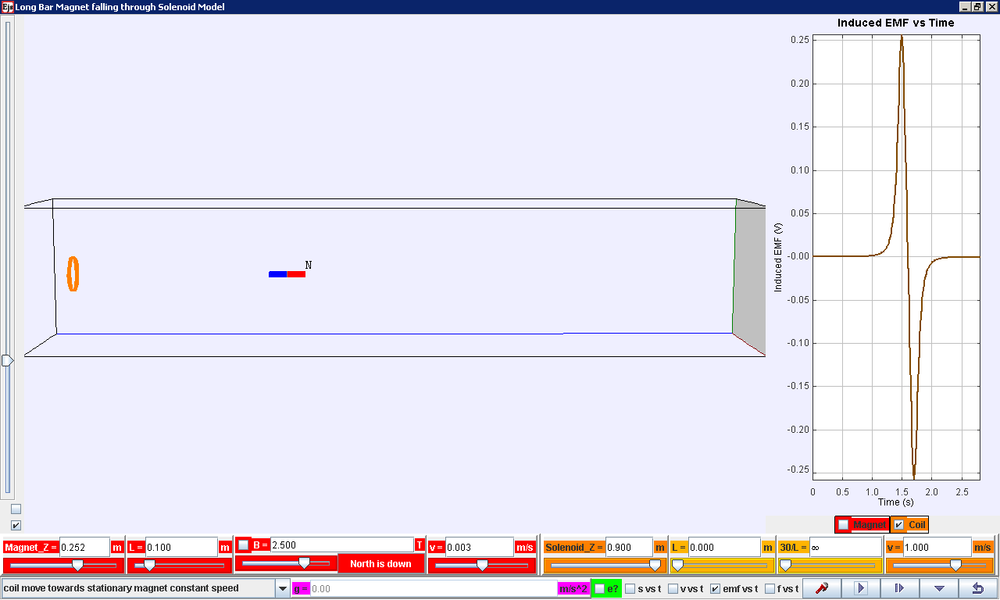 Ejs Long Bar Magnet falling through Solenoid Model
Induced EMF vs Time
0.25
0.20
0.15
0.10
0.05
-0.00
-0.05
-0.10
-0.15
-0.20
-0.25
Induced EMF (V)
0 0.5 1.0 1.5 2.0 2.5
Time (s)
N
Magnet Coil
Magnet_Z = 0.252 m L = 0.100 m B = 2.500 T v = 0.003 m/s Solenoid_Z = 0.900 m L = 0.000 m 30/L = ∞ v = 1.000 m/s
North is down
coil move towards stationary magnet constant speed g = 0.00 m/s^2 e? s vs t v vs t emf vs t f vs t